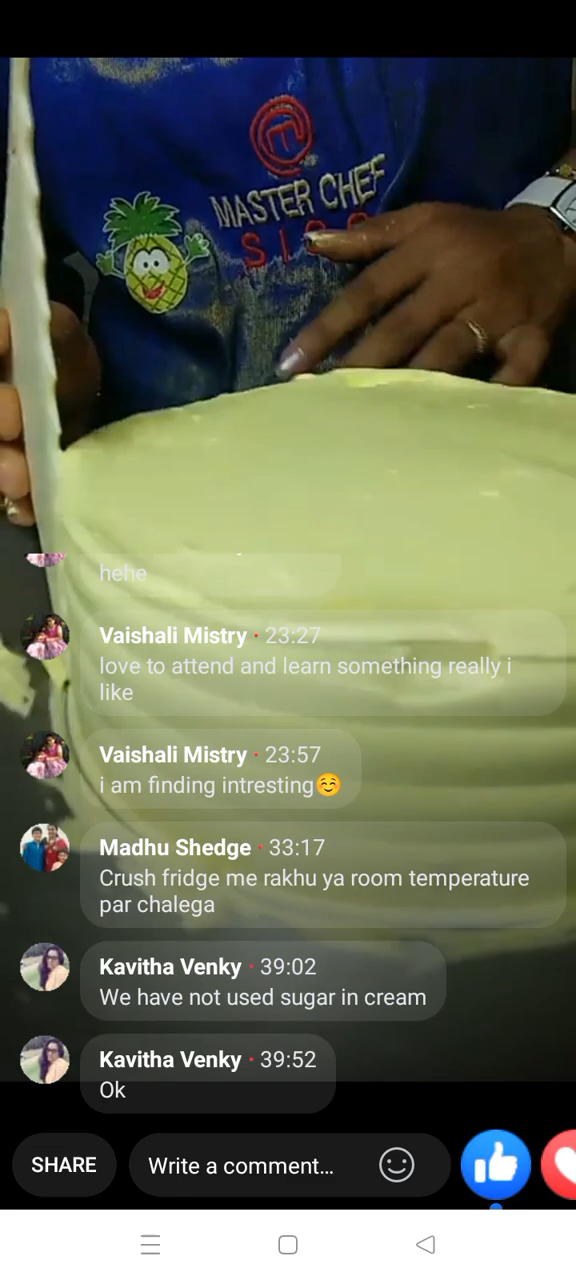 MASTER CHEF
hehe
Vaishali Mistry · 23:27
love to attend and learn something really i
like
Vaishali Mistry · 23:57
i am finding intresting☺️
Madhu Shedge · 33:17
Crush fridge me rakhu ya room temperature
par chalega
Kavitha Venky · 39:02
We have not used sugar in cream
Kavitha Venky · 39:52
Ok
SHARE
Write a comment...